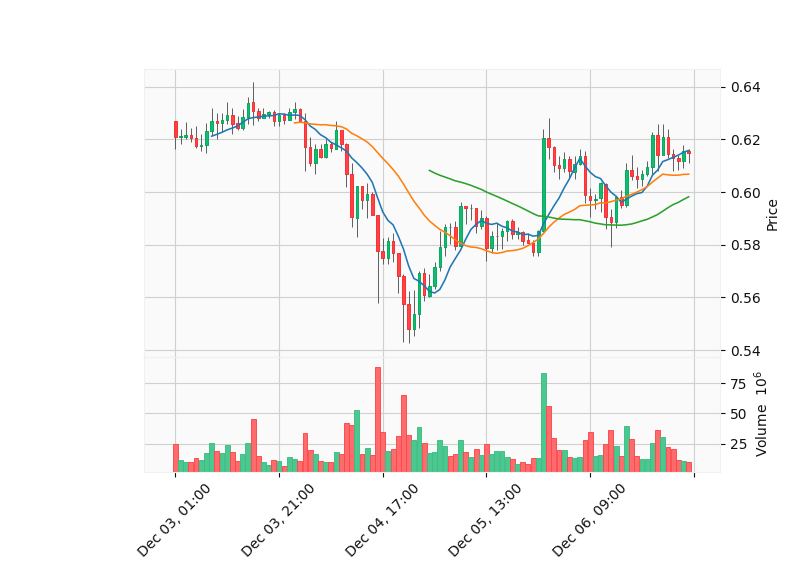 0.64
0.62
0.60
0.58
0.56
0.54
Price
75
50
25
Volume 10^6
Dec 03, 01:00
Dec 03, 21:00
Dec 04, 17:00
Dec 05, 13:00
Dec 06, 09:00